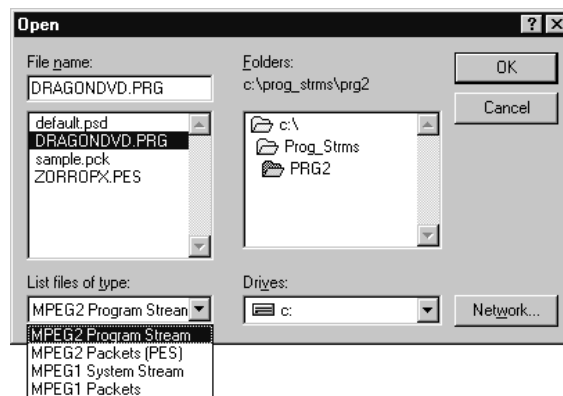 Open
File name:
DRAGONDVD.PRG
default.psd
DRAGONDVD.PRG
sample.pck
ZORROPX.PES
List files of type:
MPEG2 Program Strean
MPEG2 Program Stream
MPEG2 Packets (PES)
MPEG1 System Stream
MPEG1 Packets
Folders:
c:\prog_strms\prg2
c:\
Prog_Strms
PRG2
Drives:
c:
OK
Cancel
Network...